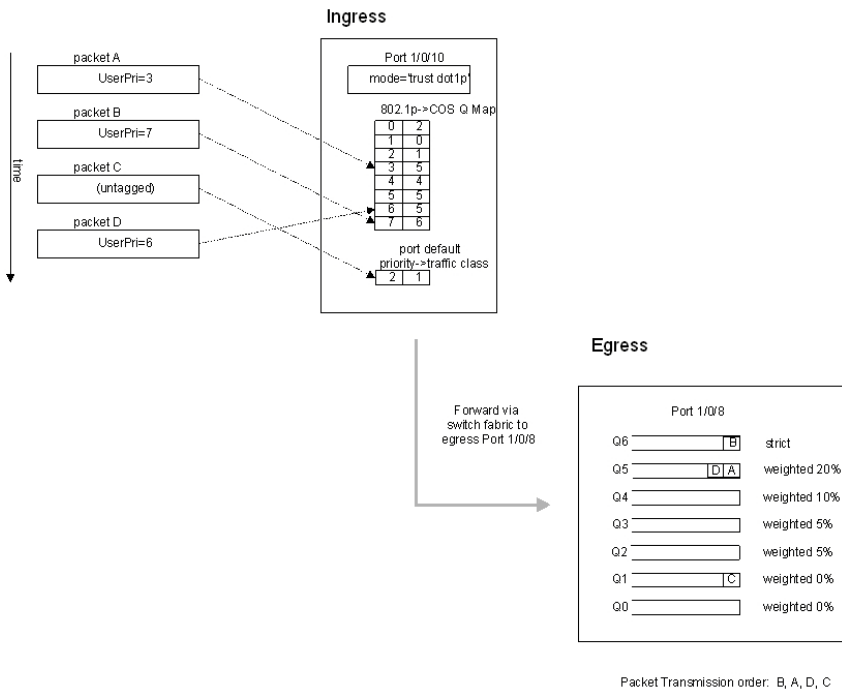 Ingress
packet A
UserPri=3
packet B
UserPri=7
packet C
(untagged)
packet D
UserPri=6
time
Port 1/0/10
mode='trust dot1p'
802.1p->COS Q Map
0 2
1 0
2 1
3 5
4 4
5 5
6 5
7 6
port default
priority->traffic class
2 1
Forward via
switch fabric to
egress Port 1/0/8
Egress
Port 1/0/8
Q6 B strict
Q5 D A weighted 20%
Q4 weighted 10%
Q3 weighted 5%
Q2 weighted 5%
Q1 C weighted 0%
Q0 weighted 0%
Packet Transmission order: B, A, D, C